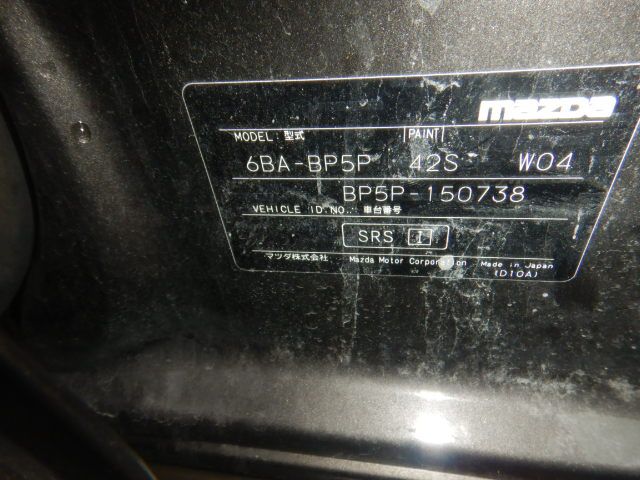 mazda
MODEL: 型式 PAINT
6BA-BP5P 42S W04
BP5P-150738
VEHICLE ID.NO. 車台番号
SRS I
マツダ株式会社 Mazda Motor Corporation Made in Japan
(D10A)